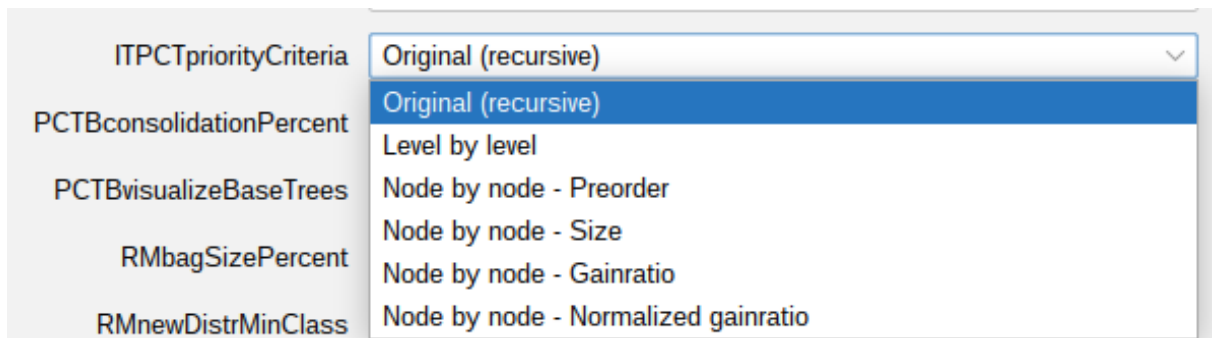 ITPCTpriorityCriteria Original (recursive)
Original (recursive)
PCTBconsolidationPercent
Level by level
PCTBvisualizeBaseTrees Node by node - Preorder
Node by node - Size
RMbagSizePercent
Node by node - Gainratio
RMnewDistrMinClass Node by node - Normalized gainratio